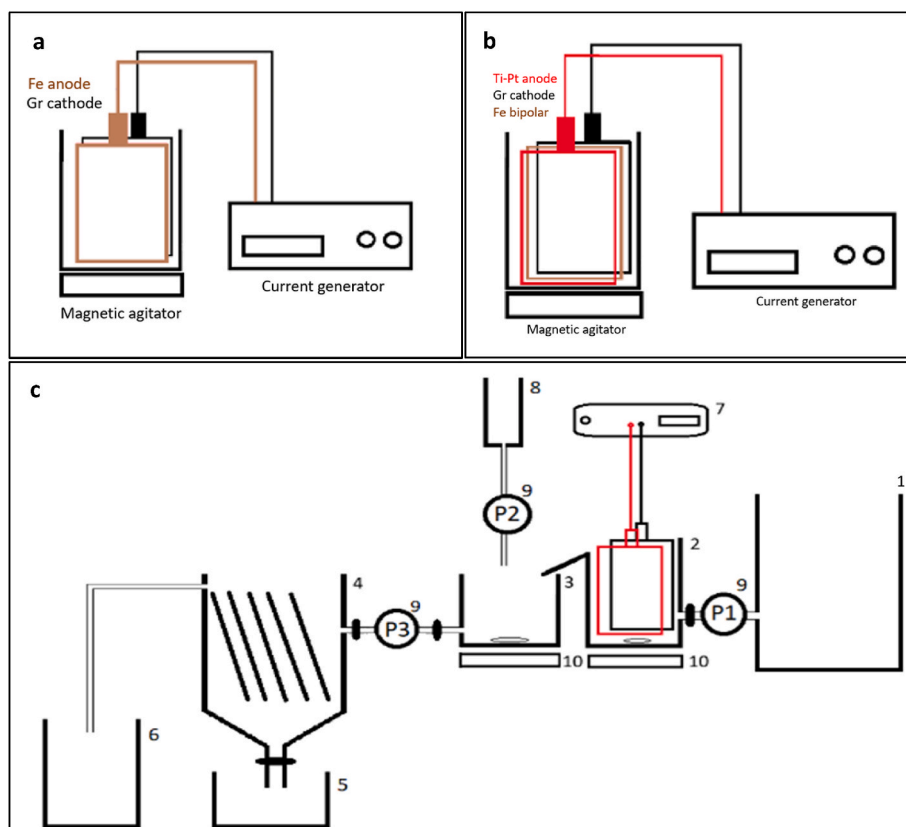 a
Fe anode
Gr cathode
Current generator
Magnetic agitator
b
Ti-Pt anode
Gr cathode
Fe bipolar
Current generator
Magnetic agitator
c
8
7
1
9
P2
2
9
4
3
9
P1
P3
10
10
6
5